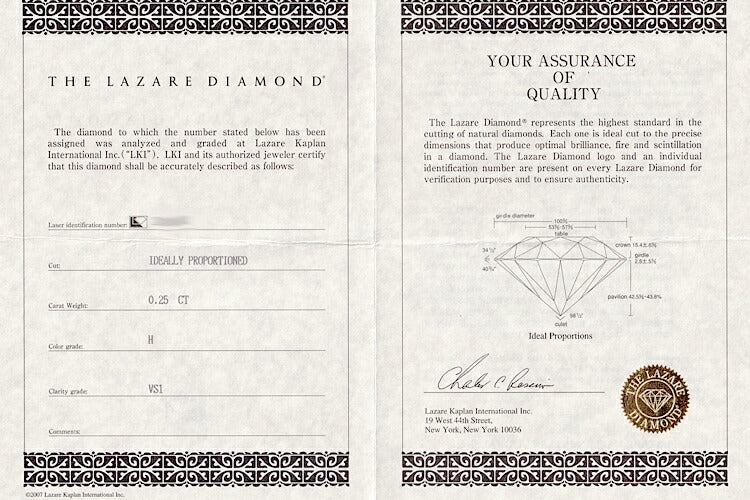 THE LAZARE DIAMOND®
The diamond to which the number stated below has been
assigned was analyzed and graded at Lazare Kaplan
International Inc.("LKI"). LKI and its authorized jeweler certify
that this diamond shall be accurately described as follows:
Laser identification number:
Cut: IDEALLY PROPORTIONED
Carat Weight: 0.25 CT
Color grade: H
Clarity grade: VS1
Comments:
©2007 Lazare Kaplan International Inc.
YOUR ASSURANCE
OF
QUALITY
The Lazare Diamond® represents the highest standard in the
cutting of natural diamonds. Each one is ideal cut to the precise
dimensions that produce optimal brilliance, fire and scintillation
in a diamond. The Lazare Diamond logo and an individual
identification number are present on every Lazare Diamond for
verification purposes and to ensure authenticity.
girdle diameter
100%
53%-57%
table
34½°
crown 15.4±.6%
girdle
2.8±.5%
40¾°
pavilion 42.5%-43.8%
98½°
culet
Ideal Proportions
Lazare Kaplan International Inc.
19 West 44th Street,
New York, New York 10036
THE LAZARE
DIAMOND